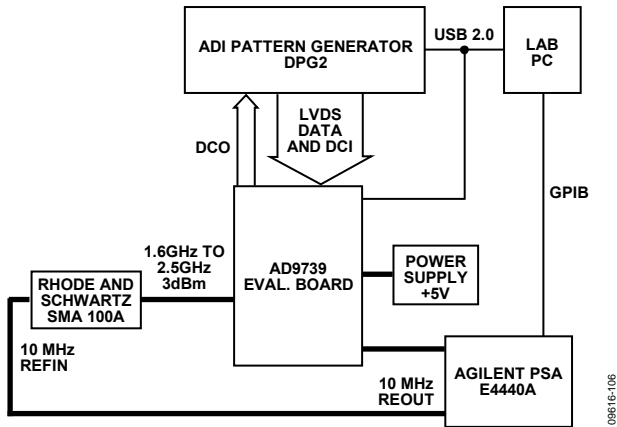 ADI PATTERN GENERATOR
DPG2
USB 2.0
LAB
PC
LVDS
DATA
AND DCI
DCO
GPIB
1.6GHz TO
2.5GHz
3dBm
AD9739
EVAL. BOARD
POWER
SUPPLY
+5V
RHODE AND
SCHWARTZ
SMA 100A
10 MHz
REFIN
10 MHz
REOUT
AGILENT PSA
E4440A
09616-106